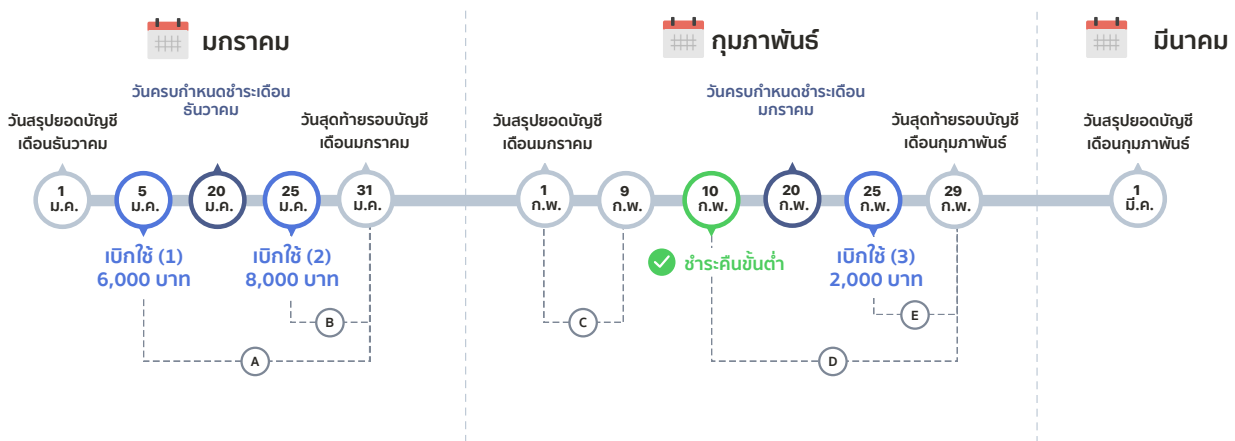 มกราคม
กุมภาพันธ์
มีนาคม
วันสรุปยอดบัญชี
เดือนธันวาคม
วันครบกำหนดชำระเดือน
ธันวาคม
วันสุดท้ายรอบบัญชี
เดือนมกราคม
วันสรุปยอดบัญชี
เดือนมกราคม
วันครบกำหนดชำระเดือน
มกราคม
วันสุดท้ายรอบบัญชี
เดือนกุมภาพันธ์
วันสรุปยอดบัญชี
เดือนกุมภาพันธ์
1
ม.ค.
5
ม.ค.
20
ม.ค.
25
ม.ค.
31
ม.ค.
1
ก.พ.
9
ก.พ.
10
ก.พ.
20
ก.พ.
25
ก.พ.
29
ก.พ.
1
มี.ค.
เบิกใช้ (1)
6,000 บาท
เบิกใช้ (2)
8,000 บาท
ชำระคืนขั้นต่ำ
เบิกใช้ (3)
2,000 บาท
B
A
C
E
D